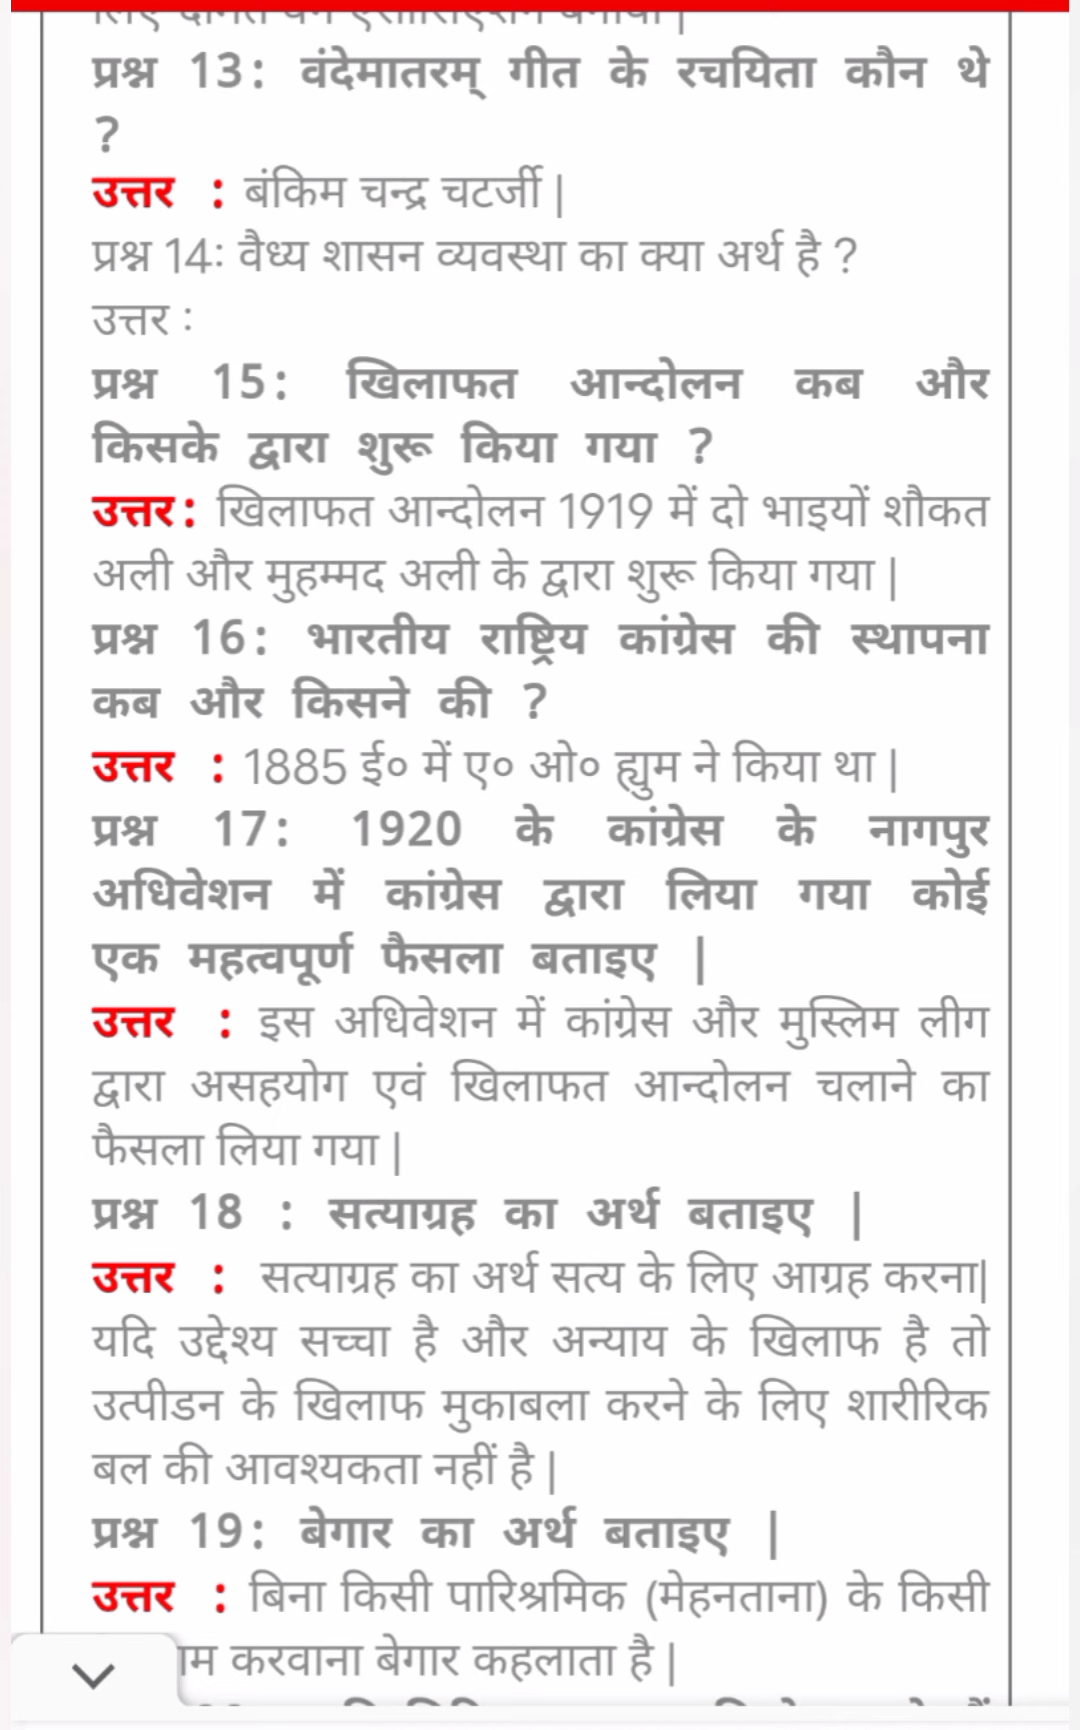 प्रश्न 13: वंदेमातरम् गीत के रचयिता कौन थे
?
उत्तर : बंकिम चन्द्र चटर्जी |
प्रश्न 14: वैध्य शासन व्यवस्था का क्या अर्थ है ?
उत्तर :
प्रश्न 15: खिलाफत आन्दोलन कब और
किसके द्वारा शुरू किया गया ?
उत्तर: खिलाफत आन्दोलन 1919 में दो भाइयों शौकत
अली और मुहम्मद अली के द्वारा शुरू किया गया |
प्रश्न 16: भारतीय राष्ट्रिय कांग्रेस की स्थापना
कब और किसने की ?
उत्तर : 1885 ई० में ए० ओ० ह्युम ने किया था |
प्रश्न 17: 1920 के कांग्रेस के नागपुर
अधिवेशन में कांग्रेस द्वारा लिया गया कोई
एक महत्वपूर्ण फैसला बताइए |
उत्तर : इस अधिवेशन में कांग्रेस और मुस्लिम लीग
द्वारा असहयोग एवं खिलाफत आन्दोलन चलाने का
फैसला लिया गया |
प्रश्न 18 : सत्याग्रह का अर्थ बताइए |
उत्तर : सत्याग्रह का अर्थ सत्य के लिए आग्रह करना|
यदि उद्देश्य सच्चा है और अन्याय के खिलाफ है तो
उत्पीडन के खिलाफ मुकाबला करने के लिए शारीरिक
बल की आवश्यकता नहीं है |
प्रश्न 19: बेगार का अर्थ बताइए |
उत्तर : बिना किसी पारिश्रमिक (मेहनताना) के किसी
करवाना बेगार कहलाता है |